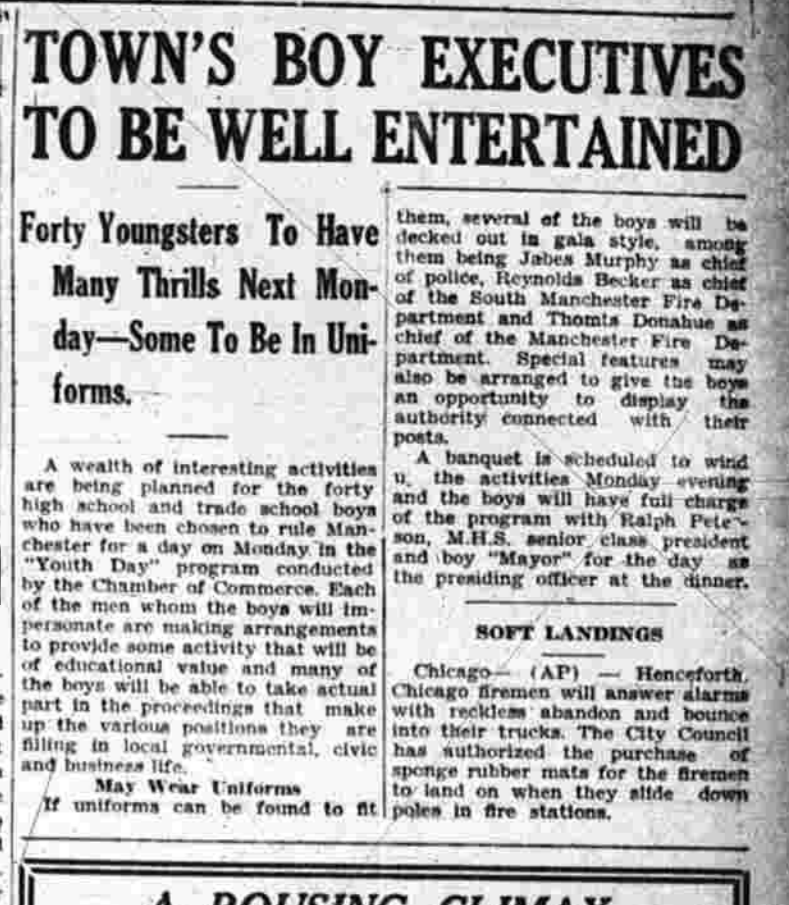 TOWN'S BOY EXECUTIVES
TO BE WELL ENTERTAINED
Forty Youngsters To Have
Many Thrills Next Mon-
day—Some To Be In Uni-
forms.
A wealth of interesting activities
are being planned for the forty
high school and trade school boys
who have been chosen to rule Man-
chester for a day on Monday in the
"Youth Day" program conducted
by the Chamber of Commerce. Each
of the men whom the boys will im-
personate are making arrangements
to provide some activity that will be
of educational value and many of
the boys will be able to take actual
part in the proceedings that make
up the various positions they are
filling in local governmental, civic
and business life.
May Wear Uniforms
If uniforms can be found to fit
them, several of the boys will be
decked out in gala style, among
them being Jabes Murphy as chief
of police, Reynolds Becker as chief
of the South Manchester Fire De-
partment and Thomts Donahue as
chief of the Manchester Fire De-
partment. Special features may
also be arranged to give the boys
an opportunity to display the
authority connected with their
posts.
A banquet is scheduled to wind
u. the activities Monday evening
and the boys will have full charge
of the program with Ralph Peter-
son, M.H.S. senior class president
and boy "Mayor" for the day as
the presiding officer at the dinner.
SOFT LANDINGS
Chicago—(AP)—Henceforth,
Chicago firemen will answer alarms
with reckless abandon and bounce
into their trucks. The City Council
has authorized the purchase of
sponge rubber mats for the firemen
to land on when they slide down
poles in fire stations.
A ROUSING CLIMAX